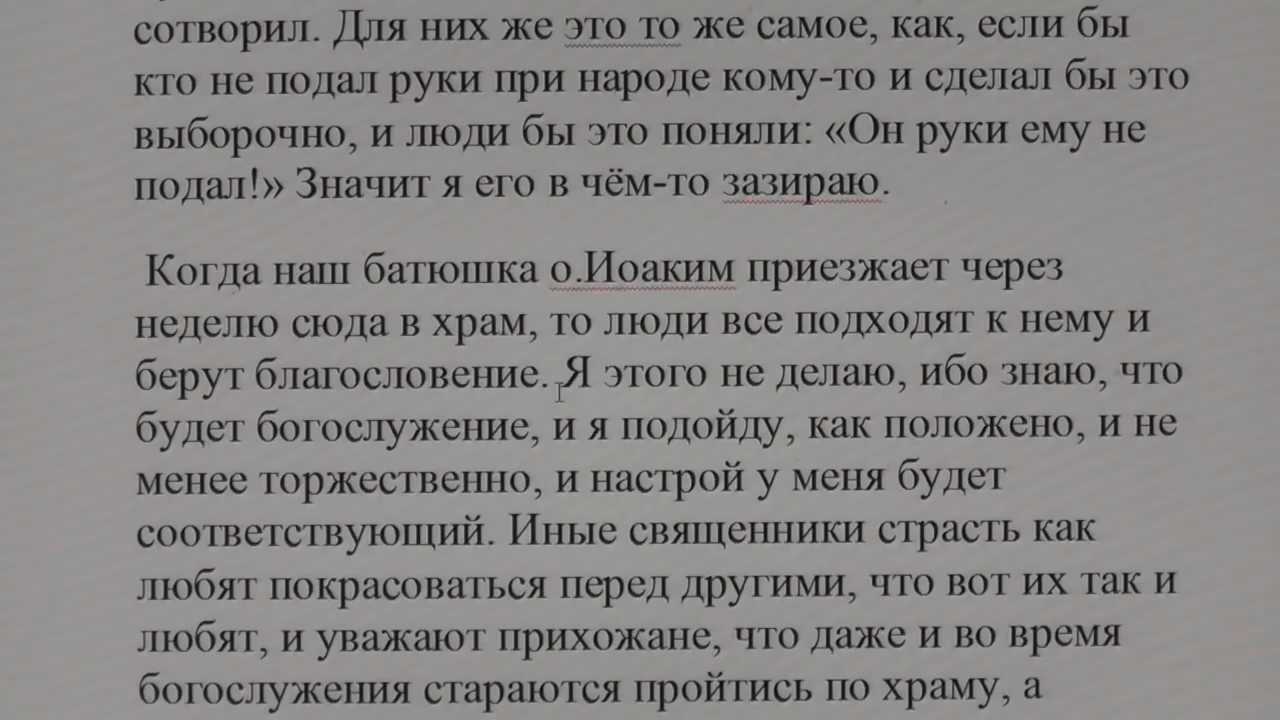 сотворил. Для них же это то же самое, как, если бы
кто не подал руки при народе кому-то и сделал бы это
выборочно, и люди бы это поняли: «Он руки ему не
подал!» Значит я его в чём-то зазираю.
Когда наш батюшка о.Иоаким приезжает через
неделю сюда в храм, то люди все подходят к нему и
берут благословение. Я этого не делаю, ибо знаю, что
будет богослужение, и я подойду, как положено, и не
менее торжественно, и настрой у меня будет
соответствующий. Иные священники страсть как
любят покрасоваться перед другими, что вот их так и
любят, и уважают прихожане, что даже и во время
богослужения стараются пройтись по храму, а